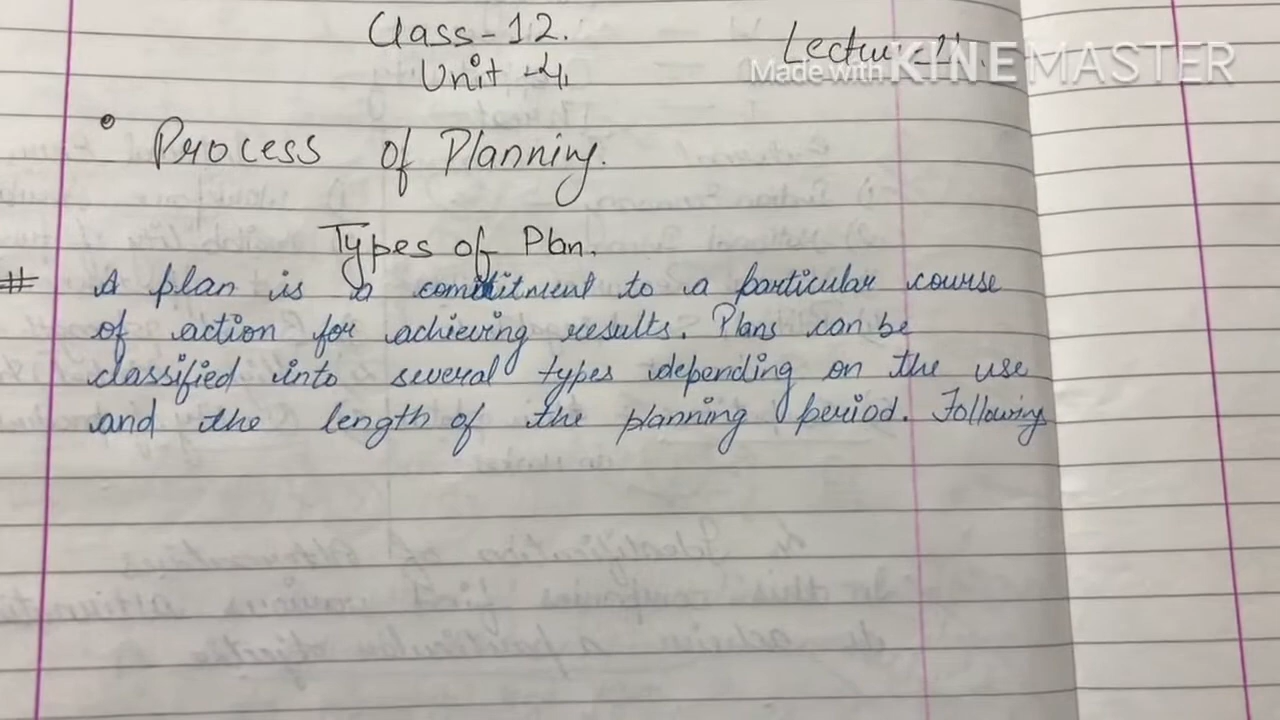 Class-12.
Unit-4.
Lecture-21.
Made with KINEMASTER
• Process of Planning.
Types of Plan.
# A plan is a commitment to a particular course
of action for achieving results. Plans can be
classified into several types depending on the use
and the length of the planning period. Following